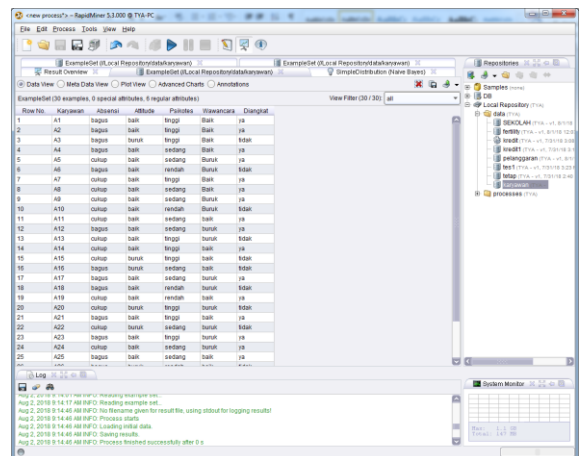 <new process*> – RapidMiner 5.3.000 @ TYA-PC
File Edit Process Tools View Help
ExampleSet (//Local Repository/data/karyawan) ExampleSet (//Local Repository/data/karyawan)
Result Overview ExampleSet (//Local Repository/data/karyawan) SimpleDistribution (Naive Bayes)
Data View Meta Data View Plot View Advanced Charts Annotations
ExampleSet (30 examples, 0 special attributes, 6 regular attributes) View Filter (30 / 30): all
Row No. Karyawan Absensi Attitude Psikotes Wawancara Diangkat
1 A1 bagus baik tinggi Baik ya
2 A2 bagus baik tinggi Baik ya
3 A3 bagus buruk tinggi Baik tidak
4 A4 bagus baik sedang Baik ya
5 A5 cukup baik sedang Buruk ya
6 A6 bagus baik rendah Buruk tidak
7 A7 cukup baik tinggi Baik ya
8 A8 cukup baik sedang Baik ya
9 A9 cukup baik sedang Buruk ya
10 A10 cukup baik rendah Buruk tidak
11 A11 cukup baik sedang baik ya
12 A12 bagus baik sedang buruk ya
13 A13 cukup baik tinggi buruk tidak
14 A14 cukup baik tinggi baik ya
15 A15 cukup buruk tinggi baik tidak
16 A16 bagus buruk sedang baik tidak
17 A17 bagus baik sedang buruk ya
18 A18 bagus baik rendah buruk tidak
19 A19 bagus baik rendah baik ya
20 A20 cukup buruk tinggi buruk tidak
21 A21 bagus baik tinggi baik ya
22 A22 cukup buruk sedang buruk tidak
23 A23 bagus baik tinggi buruk ya
24 A24 cukup baik sedang buruk ya
25 A25 bagus baik sedang baik ya
Log
Aug 2, 2018 9:14:17 AM INFO: Reading example set...
Aug 2, 2018 9:14:46 AM INFO: No filename given for result file, using stdout for logging results!
Aug 2, 2018 9:14:46 AM INFO: Process starts
Aug 2, 2018 9:14:46 AM INFO: Loading initial data.
Aug 2, 2018 9:14:46 AM INFO: Saving results.
Aug 2, 2018 9:14:46 AM INFO: Process finished successfully after 0 s
Repositories
Samples (none)
DB
Local Repository (TYA)
data (TYA)
SEKOLAH
fertility
kredit
kredit1
pelanggaran
tes1
tetap
karyawan
processes (TYA)
System Monitor